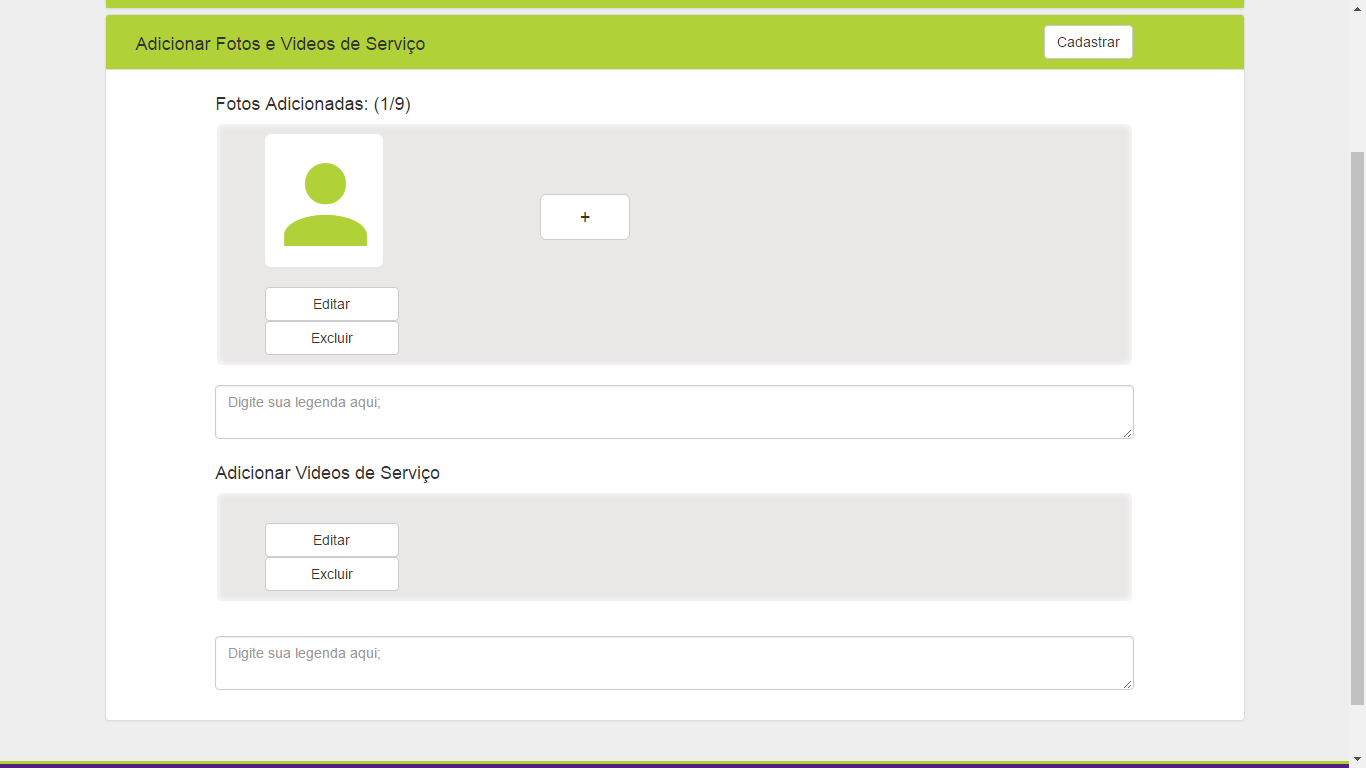 Adicionar Fotos e Videos de Serviço
Cadastrar
Fotos Adicionadas: (1/9)
+
Editar
Excluir
Digite sua legenda aqui;
Adicionar Videos de Serviço
Editar
Excluir
Digite sua legenda aqui;